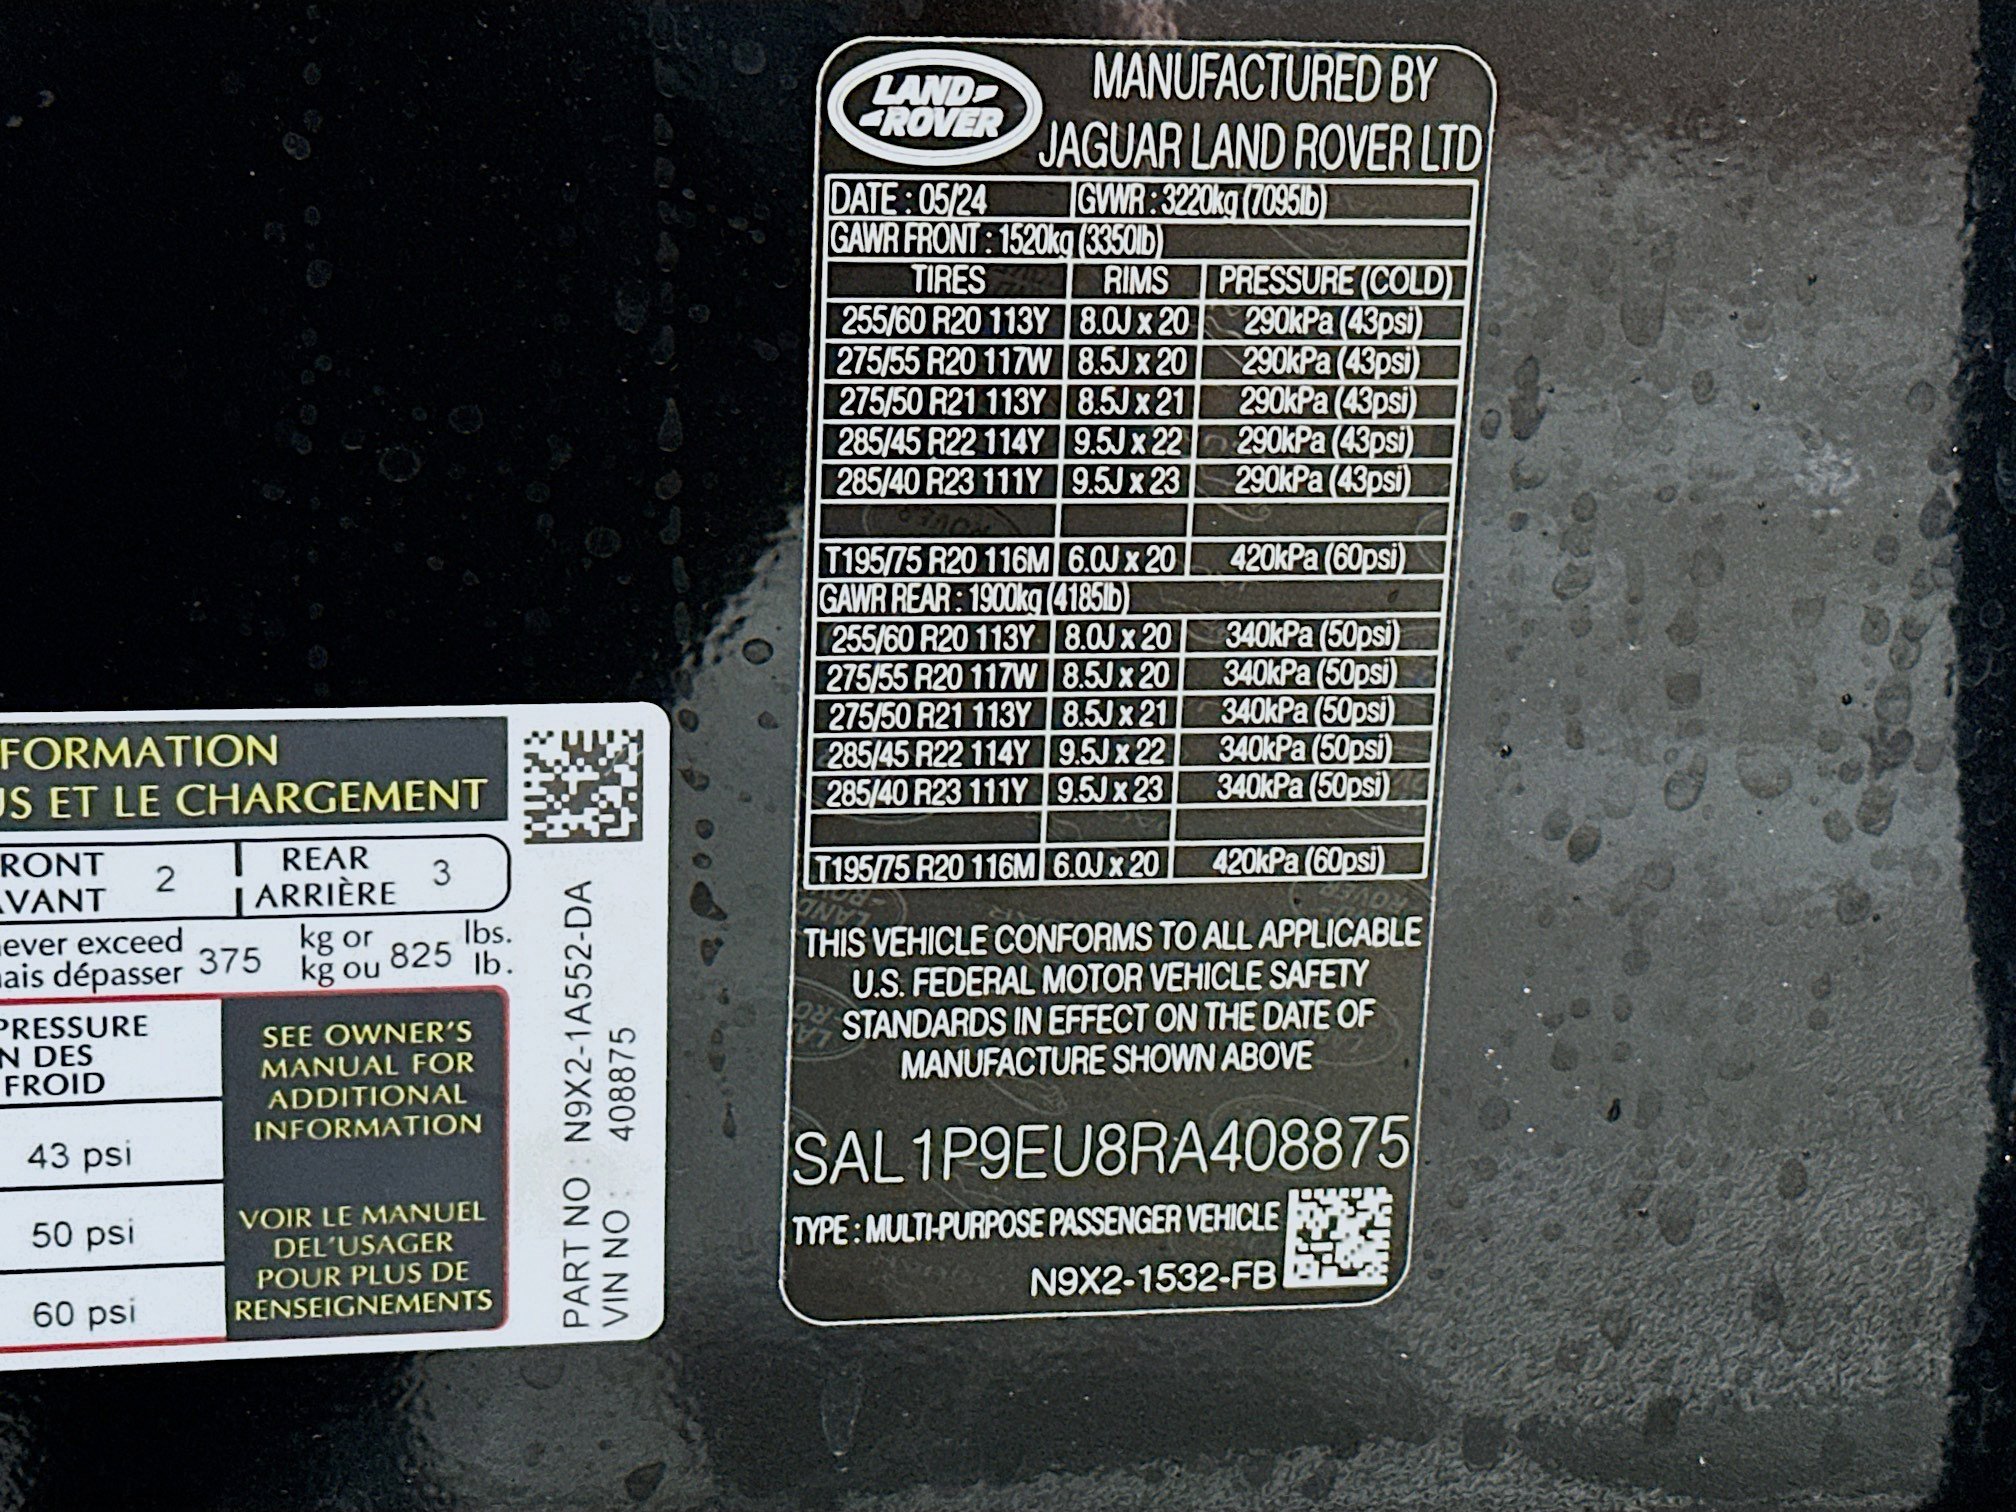 LAND-
-ROVER
MANUFACTURED BY
JAGUAR LAND ROVER LTD
DATE : 05/24 GVWR : 3220kg (7095lb)
GAWR FRONT : 1520kg (3350lb)
TIRES RIMS PRESSURE (COLD)
255/60 R20 113Y 8.0J x 20 290kPa (43psi)
275/55 R20 117W 8.5J x 20 290kPa (43psi)
275/50 R21 113Y 8.5J x 21 290kPa (43psi)
285/45 R22 114Y 9.5J x 22 290kPa (43psi)
285/40 R23 111Y 9.5J x 23 290kPa (43psi)
T195/75 R20 116M 6.0J x 20 420kPa (60psi)
GAWR REAR : 1900kg (4185lb)
255/60 R20 113Y 8.0J x 20 340kPa (50psi)
275/55 R20 117W 8.5J x 20 340kPa (50psi)
275/50 R21 113Y 8.5J x 21 340kPa (50psi)
285/45 R22 114Y 9.5J x 22 340kPa (50psi)
285/40 R23 111Y 9.5J x 23 340kPa (50psi)
T195/75 R20 116M 6.0J x 20 420kPa (60psi)
THIS VEHICLE CONFORMS TO ALL APPLICABLE
U.S. FEDERAL MOTOR VEHICLE SAFETY
STANDARDS IN EFFECT ON THE DATE OF
MANUFACTURE SHOWN ABOVE
SAL1P9EU8RA408875
TYPE : MULTI-PURPOSE PASSENGER VEHICLE
N9X2-1532-FB
FORMATION
US ET LE CHARGEMENT
RONT 2 REAR 3
AVANT ARRIÈRE
never exceed 375 kg or 825 lbs.
ais dépasser kg ou lb.
PRESSURE
N DES
FROID
43 psi
50 psi
60 psi
SEE OWNER'S
MANUAL FOR
ADDITIONAL
INFORMATION
VOIR LE MANUEL
DEL'USAGER
POUR PLUS DE
RENSEIGNEMENTS
PART NO : N9X2-1A552-DA
VIN NO : 408875